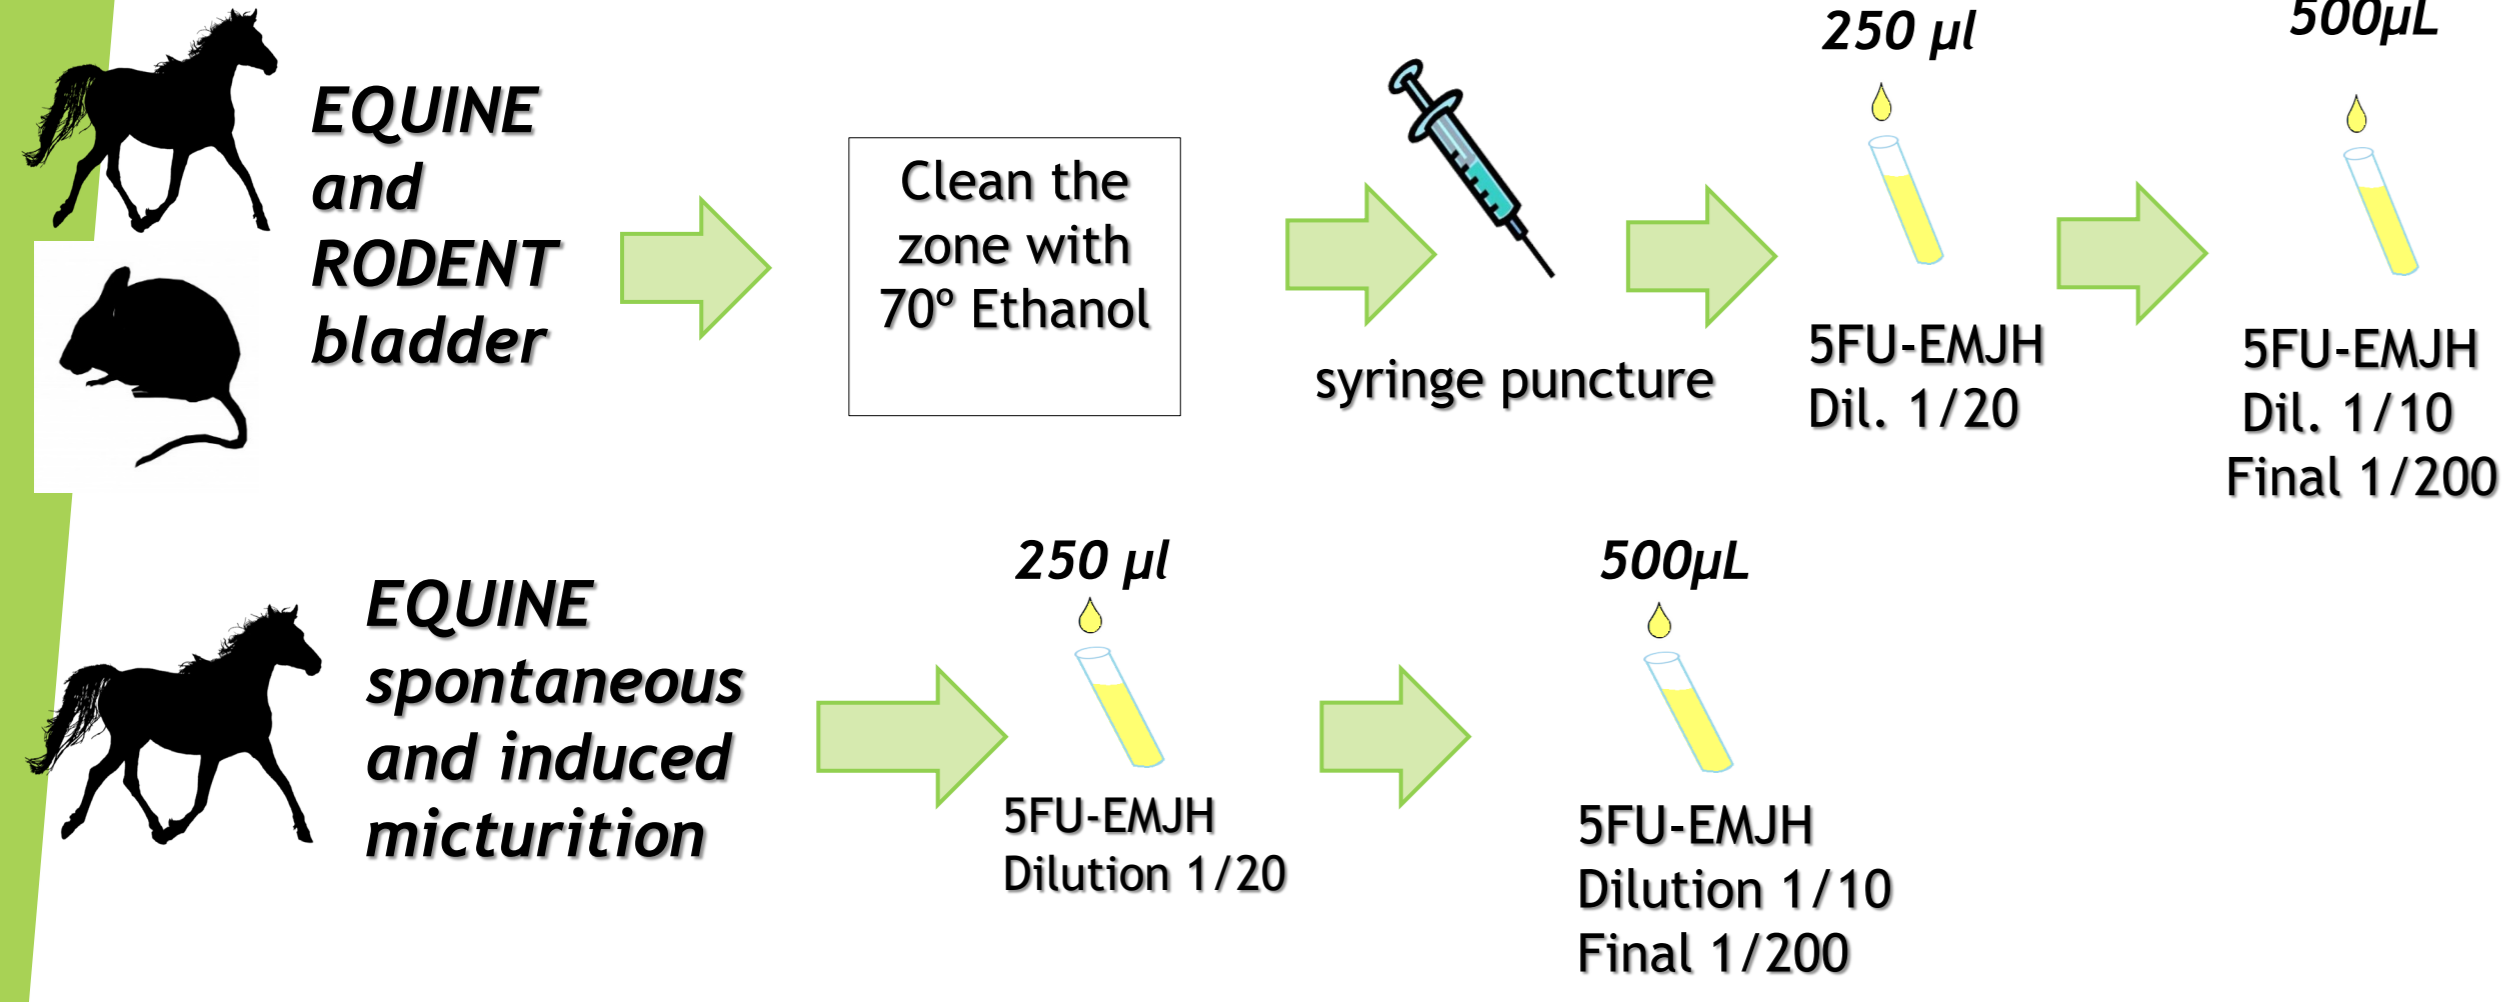 EQUINE
and
RODENT
bladder
Clean the
zone with
70º Ethanol
syringe puncture
250 µl
5FU-EMJH
Dil. 1/20
500µL
5FU-EMJH
Dil. 1/10
Final 1/200
EQUINE
spontaneous
and induced
micturition
250 µl
5FU-EMJH
Dilution 1/20
500µL
5FU-EMJH
Dilution 1/10
Final 1/200